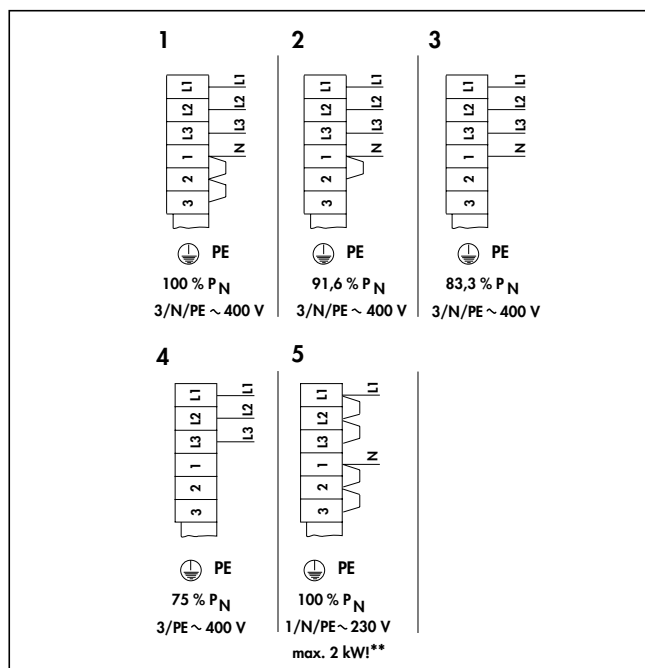 1
L1 L1
L2 L2
L3 L3
1 N
2
3
PE
100 % PN
3/N/PE ~ 400 V
2
L1 L1
L2 L2
L3 L3
1 N
2
3
PE
91,6 % PN
3/N/PE ~ 400 V
3
L1 L1
L2 L2
L3 L3
1 N
2
3
PE
83,3 % PN
3/N/PE ~ 400 V
4
L1 L1
L2 L2
L3 L3
1
2
3
PE
75 % PN
3/PE ~ 400 V
5
L1 L1
L2
L3
1 N
2
3
PE
100 % PN
1/N/PE ~ 230 V
max. 2 kW!**